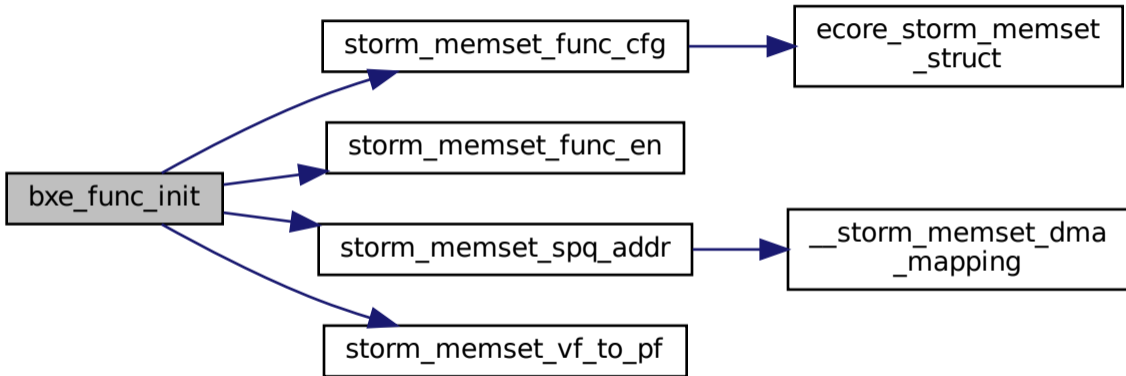 storm_memset_func_cfg
ecore_storm_memset
_struct
storm_memset_func_en
bxe_func_init
storm_memset_spq_addr
__storm_memset_dma
_mapping
storm_memset_vf_to_pf